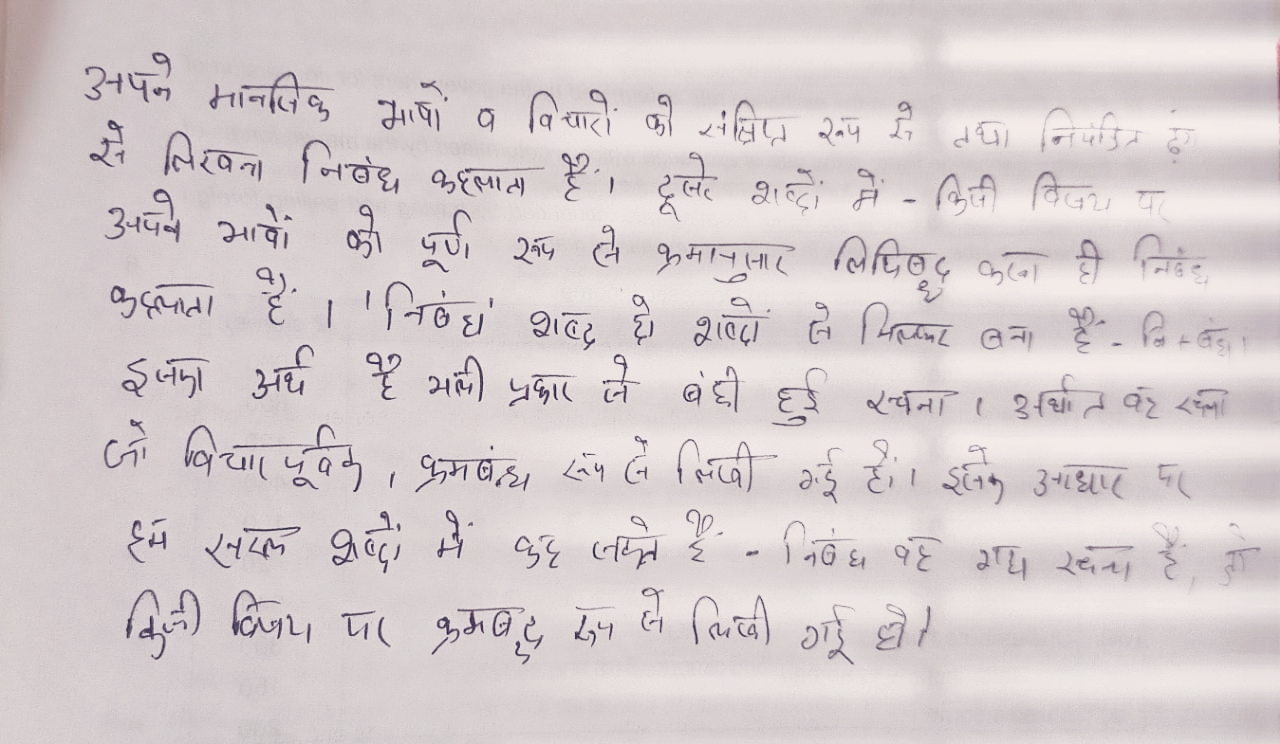 अपने मानसिक भावों व विचारों को संक्षिप्त रूप से तथा नियंत्रित ढंग
से लिखना निबंध कहलाता है। दूसरे शब्दों में - किसी विषय पर
अपने भावों को पूर्ण रूप से क्रमानुसार लिपिबद्ध करना ही निबंध
कहलाता है। 'निबंध' शब्द दो शब्दों से मिलकर बना है - नि + बंध।
इसका अर्थ है भली प्रकार से बंधी हुई रचना। अर्थात वह रचना
जो विचारपूर्वक, क्रमबंध्य रूप से लिखी गई है। इसके आधार पर
हम सरल शब्दों में कह सकते हैं - निबंध वह गद्य रचना है, जो
किसी विषय पर क्रमबद्ध रूप से लिखी गई हो।